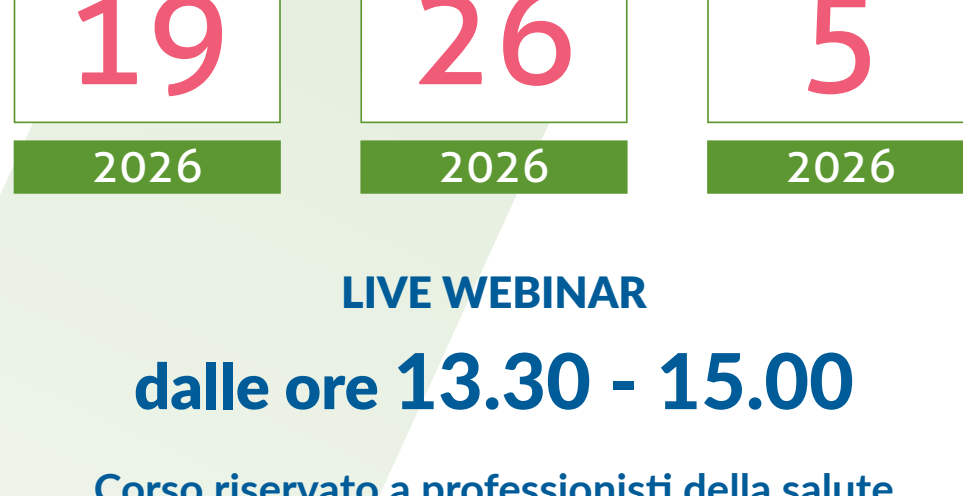 19 26 5
2026 2026 2026
LIVE WEBINAR
dalle ore 13.30 - 15.00
Corso riservato a professionisti della salute